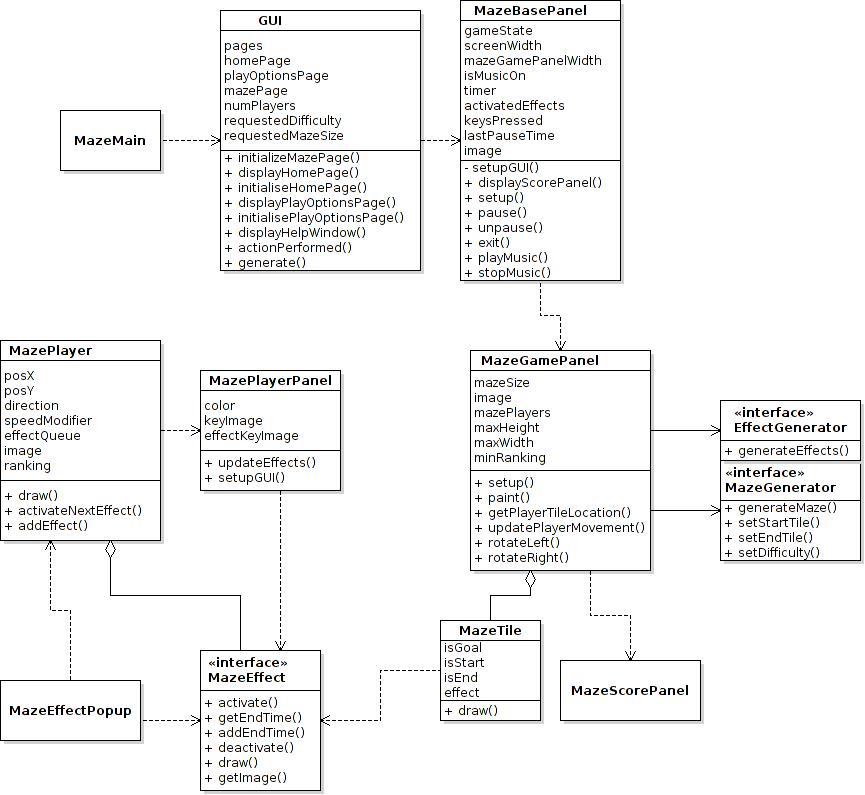 GUI
pages
homePage
playOptionsPage
mazePage
numPlayers
requestedDifficulty
requestedMazeSize
+ initializeMazePage()
+ displayHomePage()
+ initialiseHomePage()
+ displayPlayOptionsPage()
+ initialisePlayOptionsPage()
+ displayHelpWindow()
+ actionPerformed()
+ generate()
MazeBasePanel
gameState
screenWidth
mazeGamePanelWidth
isMusicOn
timer
activatedEffects
keysPressed
lastPauseTime
image
- setupGUI()
+ displayScorePanel()
+ setup()
+ pause()
+ unpause()
+ exit()
+ playMusic()
+ stopMusic()
MazeMain
MazePlayer
posX
posY
direction
speedModifier
effectQueue
image
ranking
+ draw()
+ activateNextEffect()
+ addEffect()
MazePlayerPanel
color
keyImage
effectKeyImage
+ updateEffects()
+ setupGUI()
MazeGamePanel
mazeSize
image
mazePlayers
maxHeight
maxWidth
minRanking
+ setup()
+ paint()
+ getPlayerTileLocation()
+ updatePlayerMovement()
+ rotateLeft()
+ rotateRight()
«interface»
EffectGenerator
+ generateEffects()
«interface»
MazeGenerator
+ generateMaze()
+ setStartTile()
+ setEndTile()
+ setDifficulty()
MazeEffectPopup
«interface»
MazeEffect
+ activate()
+ getEndTime()
+ addEndTime()
+ deactivate()
+ draw()
+ getImage()
MazeTile
isGoal
isStart
isEnd
effect
+ draw()
MazeScorePanel